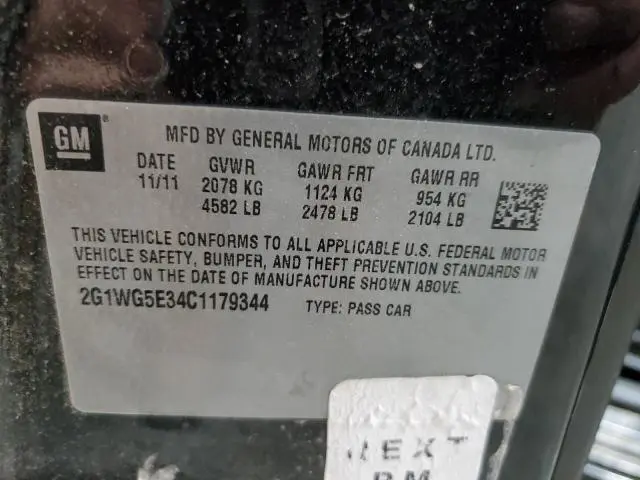 GM
MFD BY GENERAL MOTORS OF CANADA LTD.
DATE GVWR GAWR FRT GAWR RR
11/11 2078 KG 1124 KG 954 KG
4582 LB 2478 LB 2104 LB
THIS VEHICLE CONFORMS TO ALL APPLICABLE U.S. FEDERAL MOTOR
VEHICLE SAFETY, BUMPER, AND THEFT PREVENTION STANDARDS IN
EFFECT ON THE DATE OF MANUFACTURE SHOWN ABOVE.
2G1WG5E34C1179344 TYPE: PASS CAR
NEXT